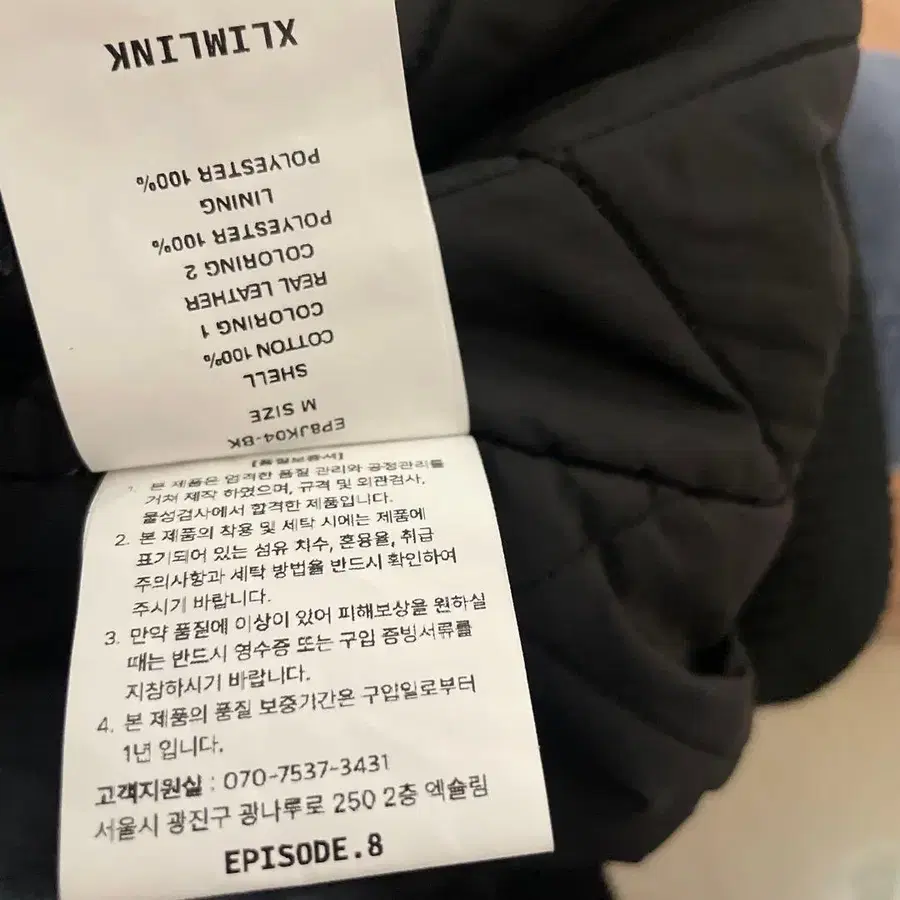 EP8JK04-BK
M SIZE
SHELL
COTTON 100%
COLORING 1
REAL LEATHER
COLORING 2
POLYESTER 100%
LINING
POLYESTER 100%
XLIMLINK
1. 본 제품은 엄격한 품질 관리와 공정관리를
거쳐 제작 하였으며, 규격 및 외관검사,
물성검사에서 합격한 제품입니다.
2. 본 제품의 착용 및 세탁 시에는 제품에
표기되어 있는 섬유 치수, 혼용율, 취급
주의사항과 세탁 방법을 반드시 확인하여
주시기 바랍니다.
3. 만약 품질에 이상이 있어 피해보상을 원하실
때는 반드시 영수증 또는 구입 증빙서류를
지참하시기 바랍니다.
4. 본 제품의 품질 보증기간은 구입일로부터
1년 입니다.
고객지원실 : 070-7537-3431
서울시 광진구 광나루로 250 2층 엑슬림
EPISODE.8